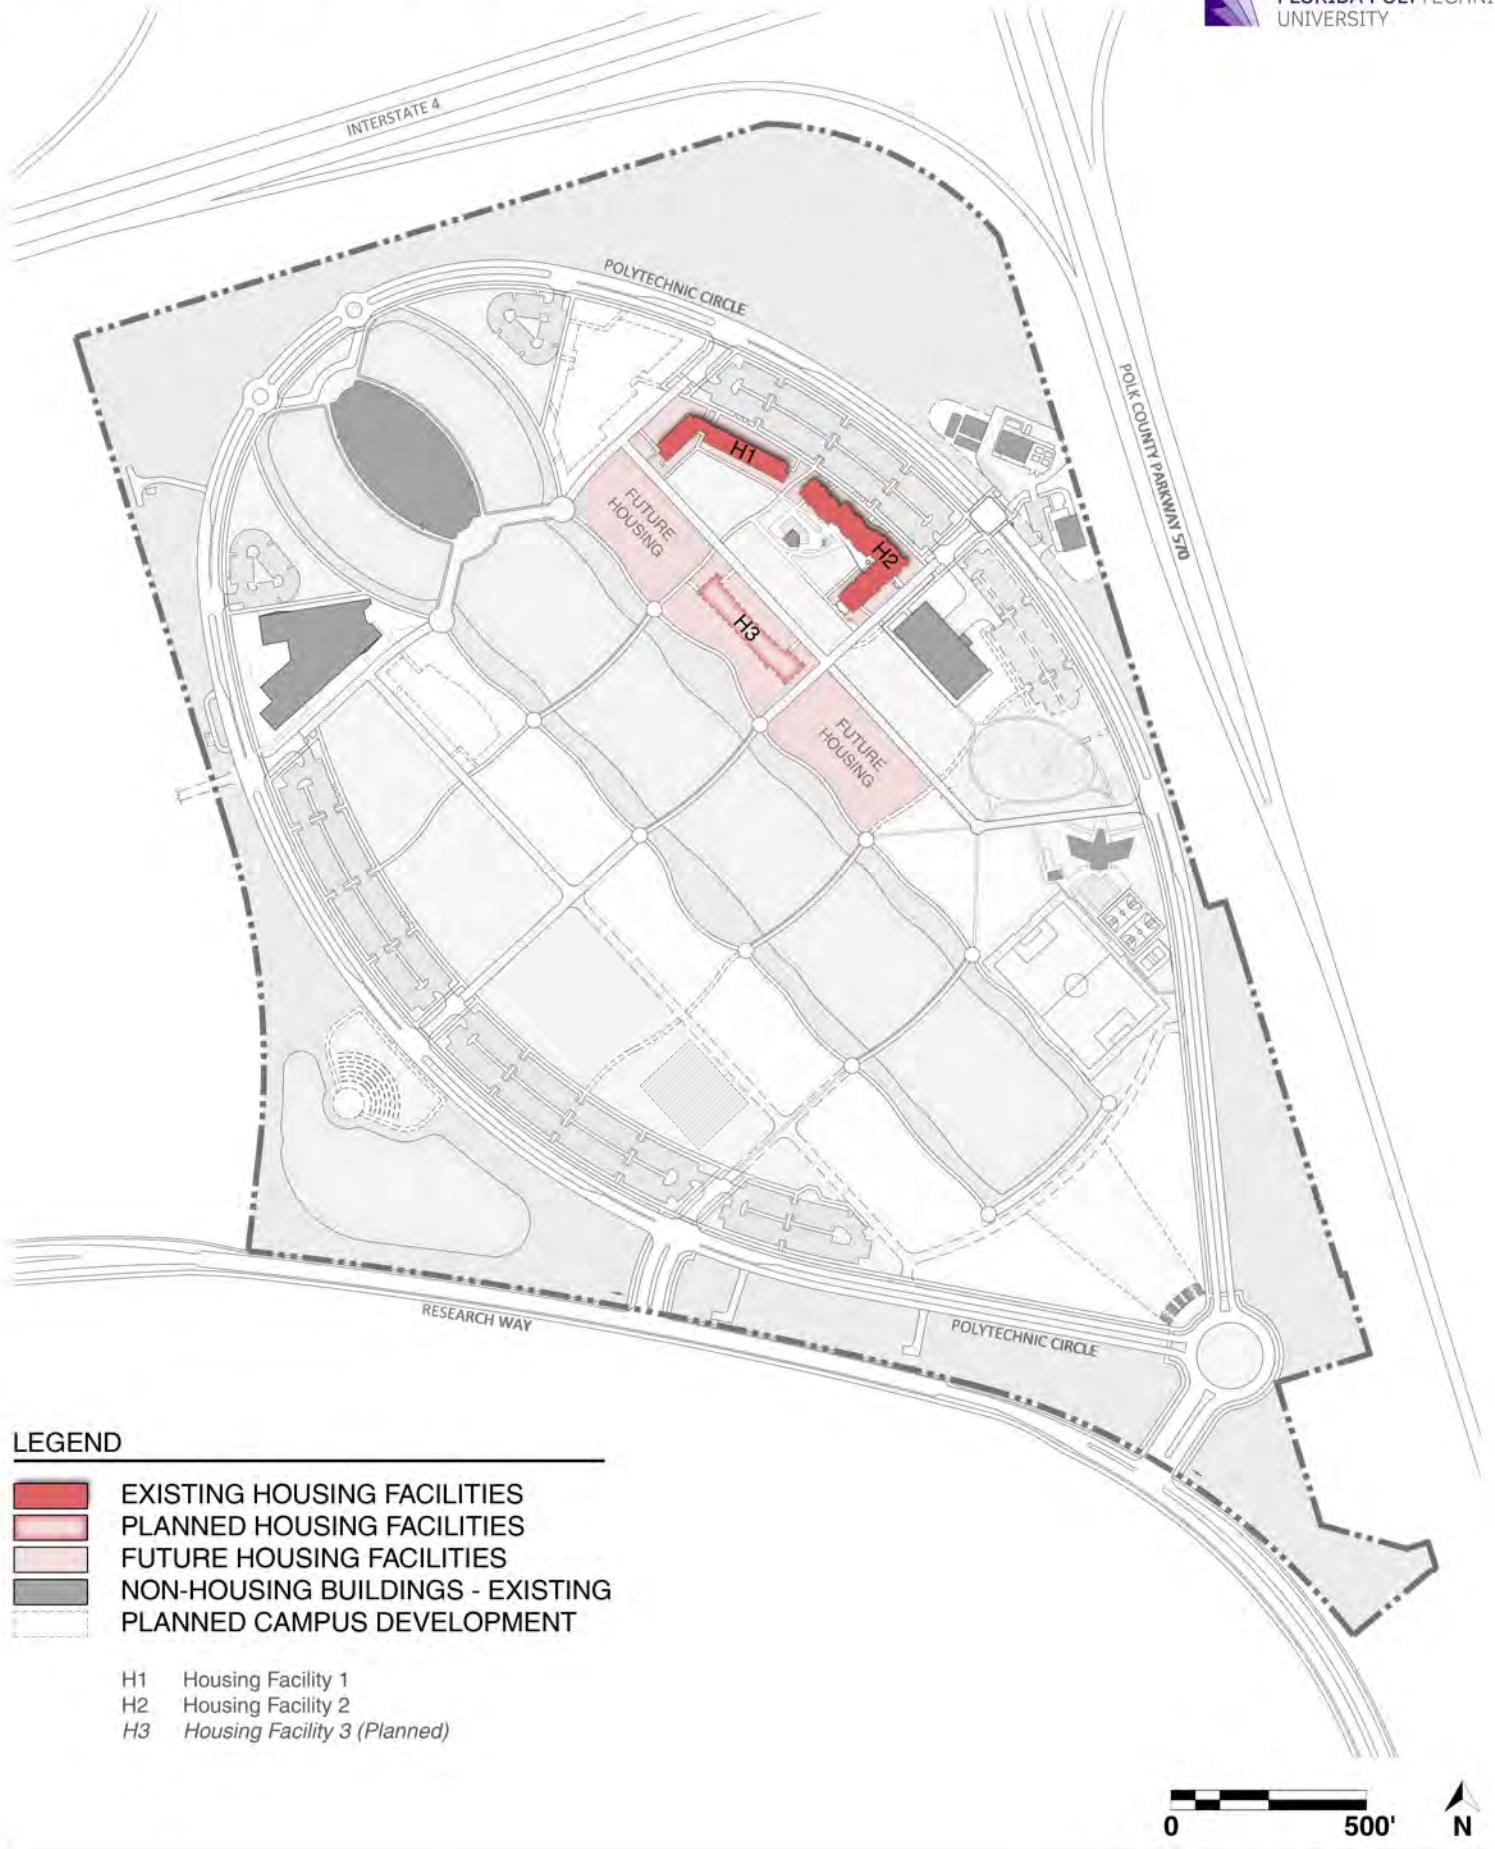 UNIVERSITY
INTERSTATE 4
POLYTECHNIC CIRCLE
POLK COUNTY PARKWAY 570
H1
FUTURE
HOUSING
H2
H3
FUTURE
HOUSING
RESEARCH WAY
POLYTECHNIC CIRCLE
LEGEND
EXISTING HOUSING FACILITIES
PLANNED HOUSING FACILITIES
FUTURE HOUSING FACILITIES
NON-HOUSING BUILDINGS - EXISTING
PLANNED CAMPUS DEVELOPMENT
H1 Housing Facility 1
H2 Housing Facility 2
H3 Housing Facility 3 (Planned)
0 500' N